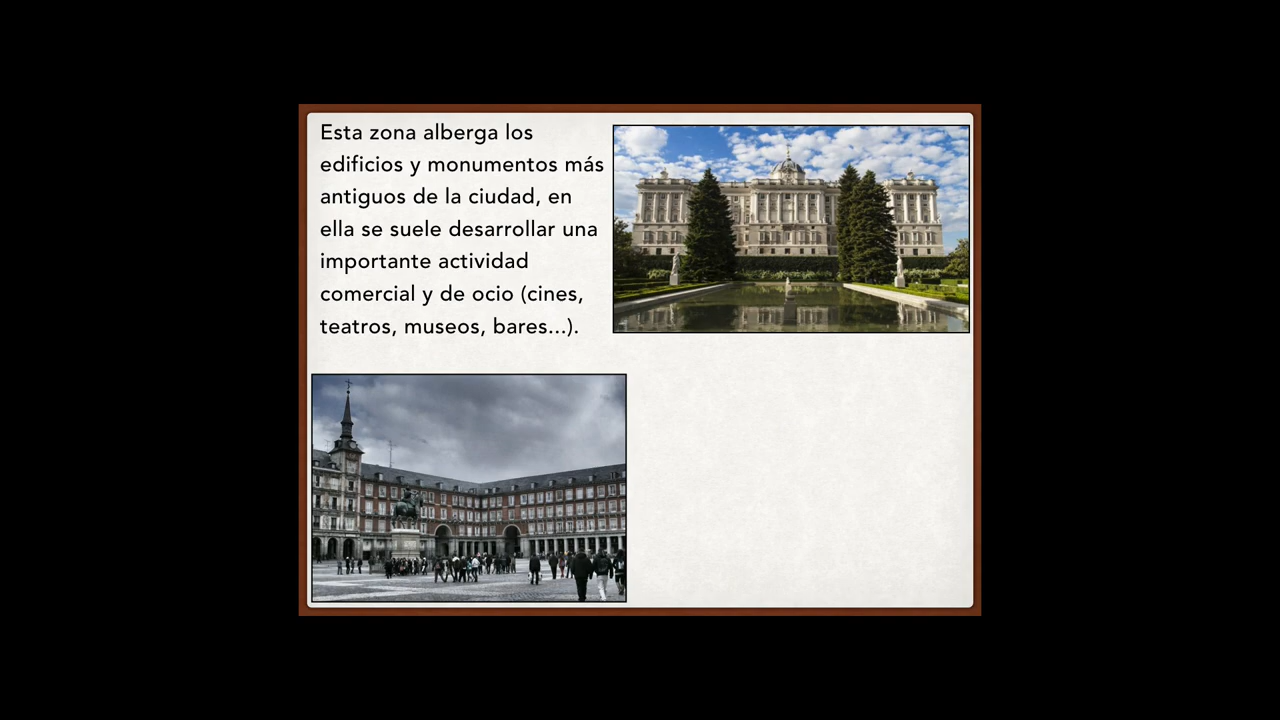 Esta zona alberga los
edificios y monumentos más
antiguos de la ciudad, en
ella se suele desarrollar una
importante actividad
comercial y de ocio (cines,
teatros, museos, bares...).